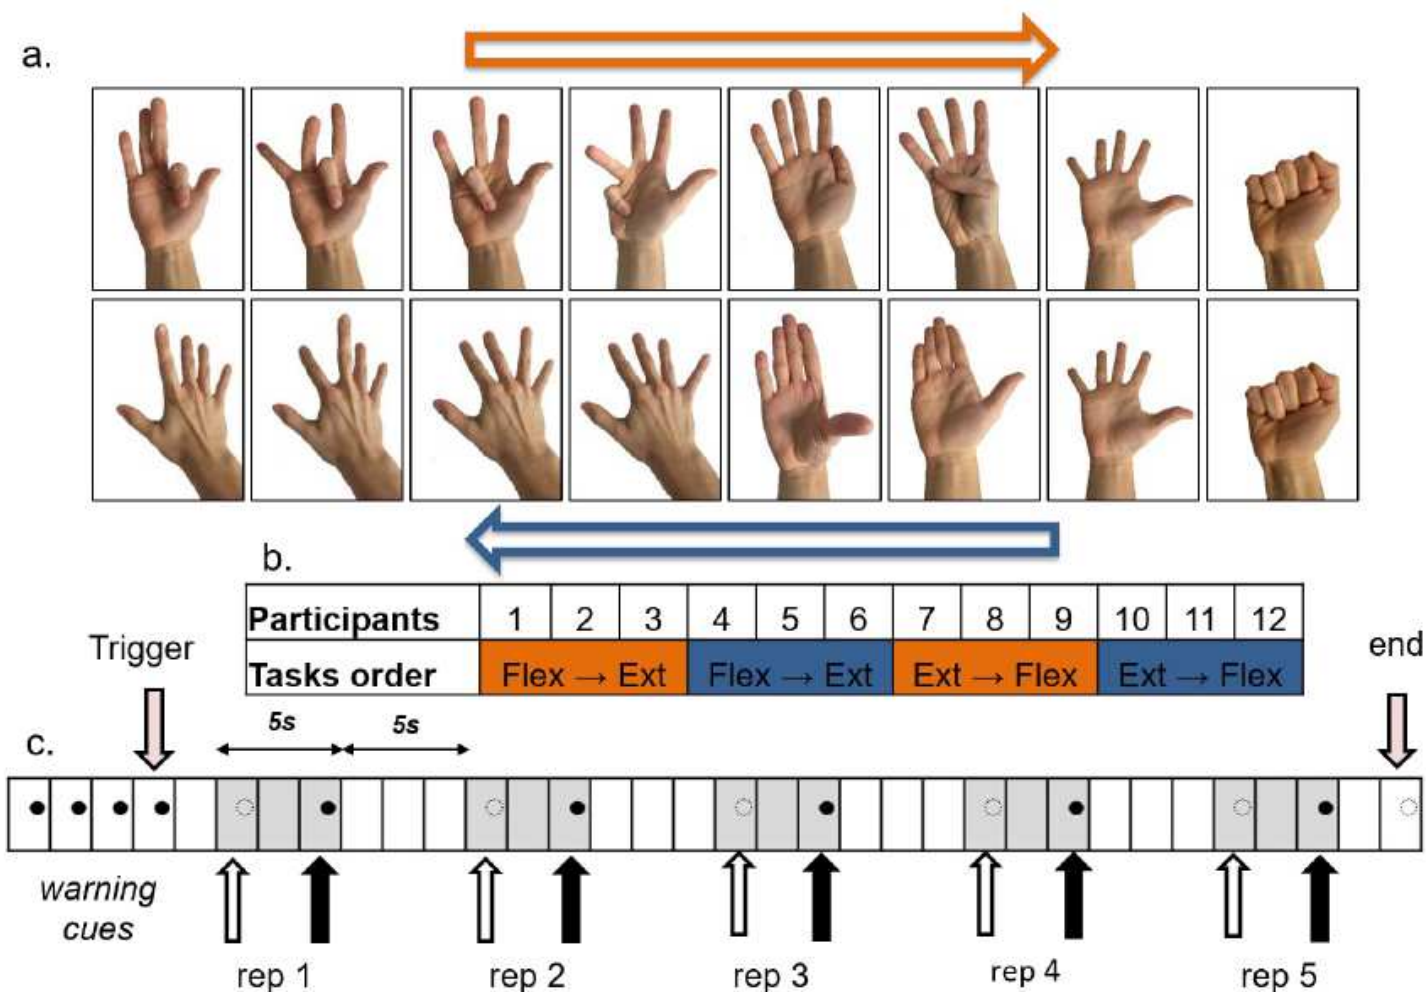 a.
b.
Participants 1 2 3 4 5 6 7 8 9 10 11 12
Tasks order Flex → Ext Flex → Ext Ext → Flex Ext → Flex
Trigger
end
5s 5s
c.
warning
cues
rep 1 rep 2 rep 3 rep 4 rep 5